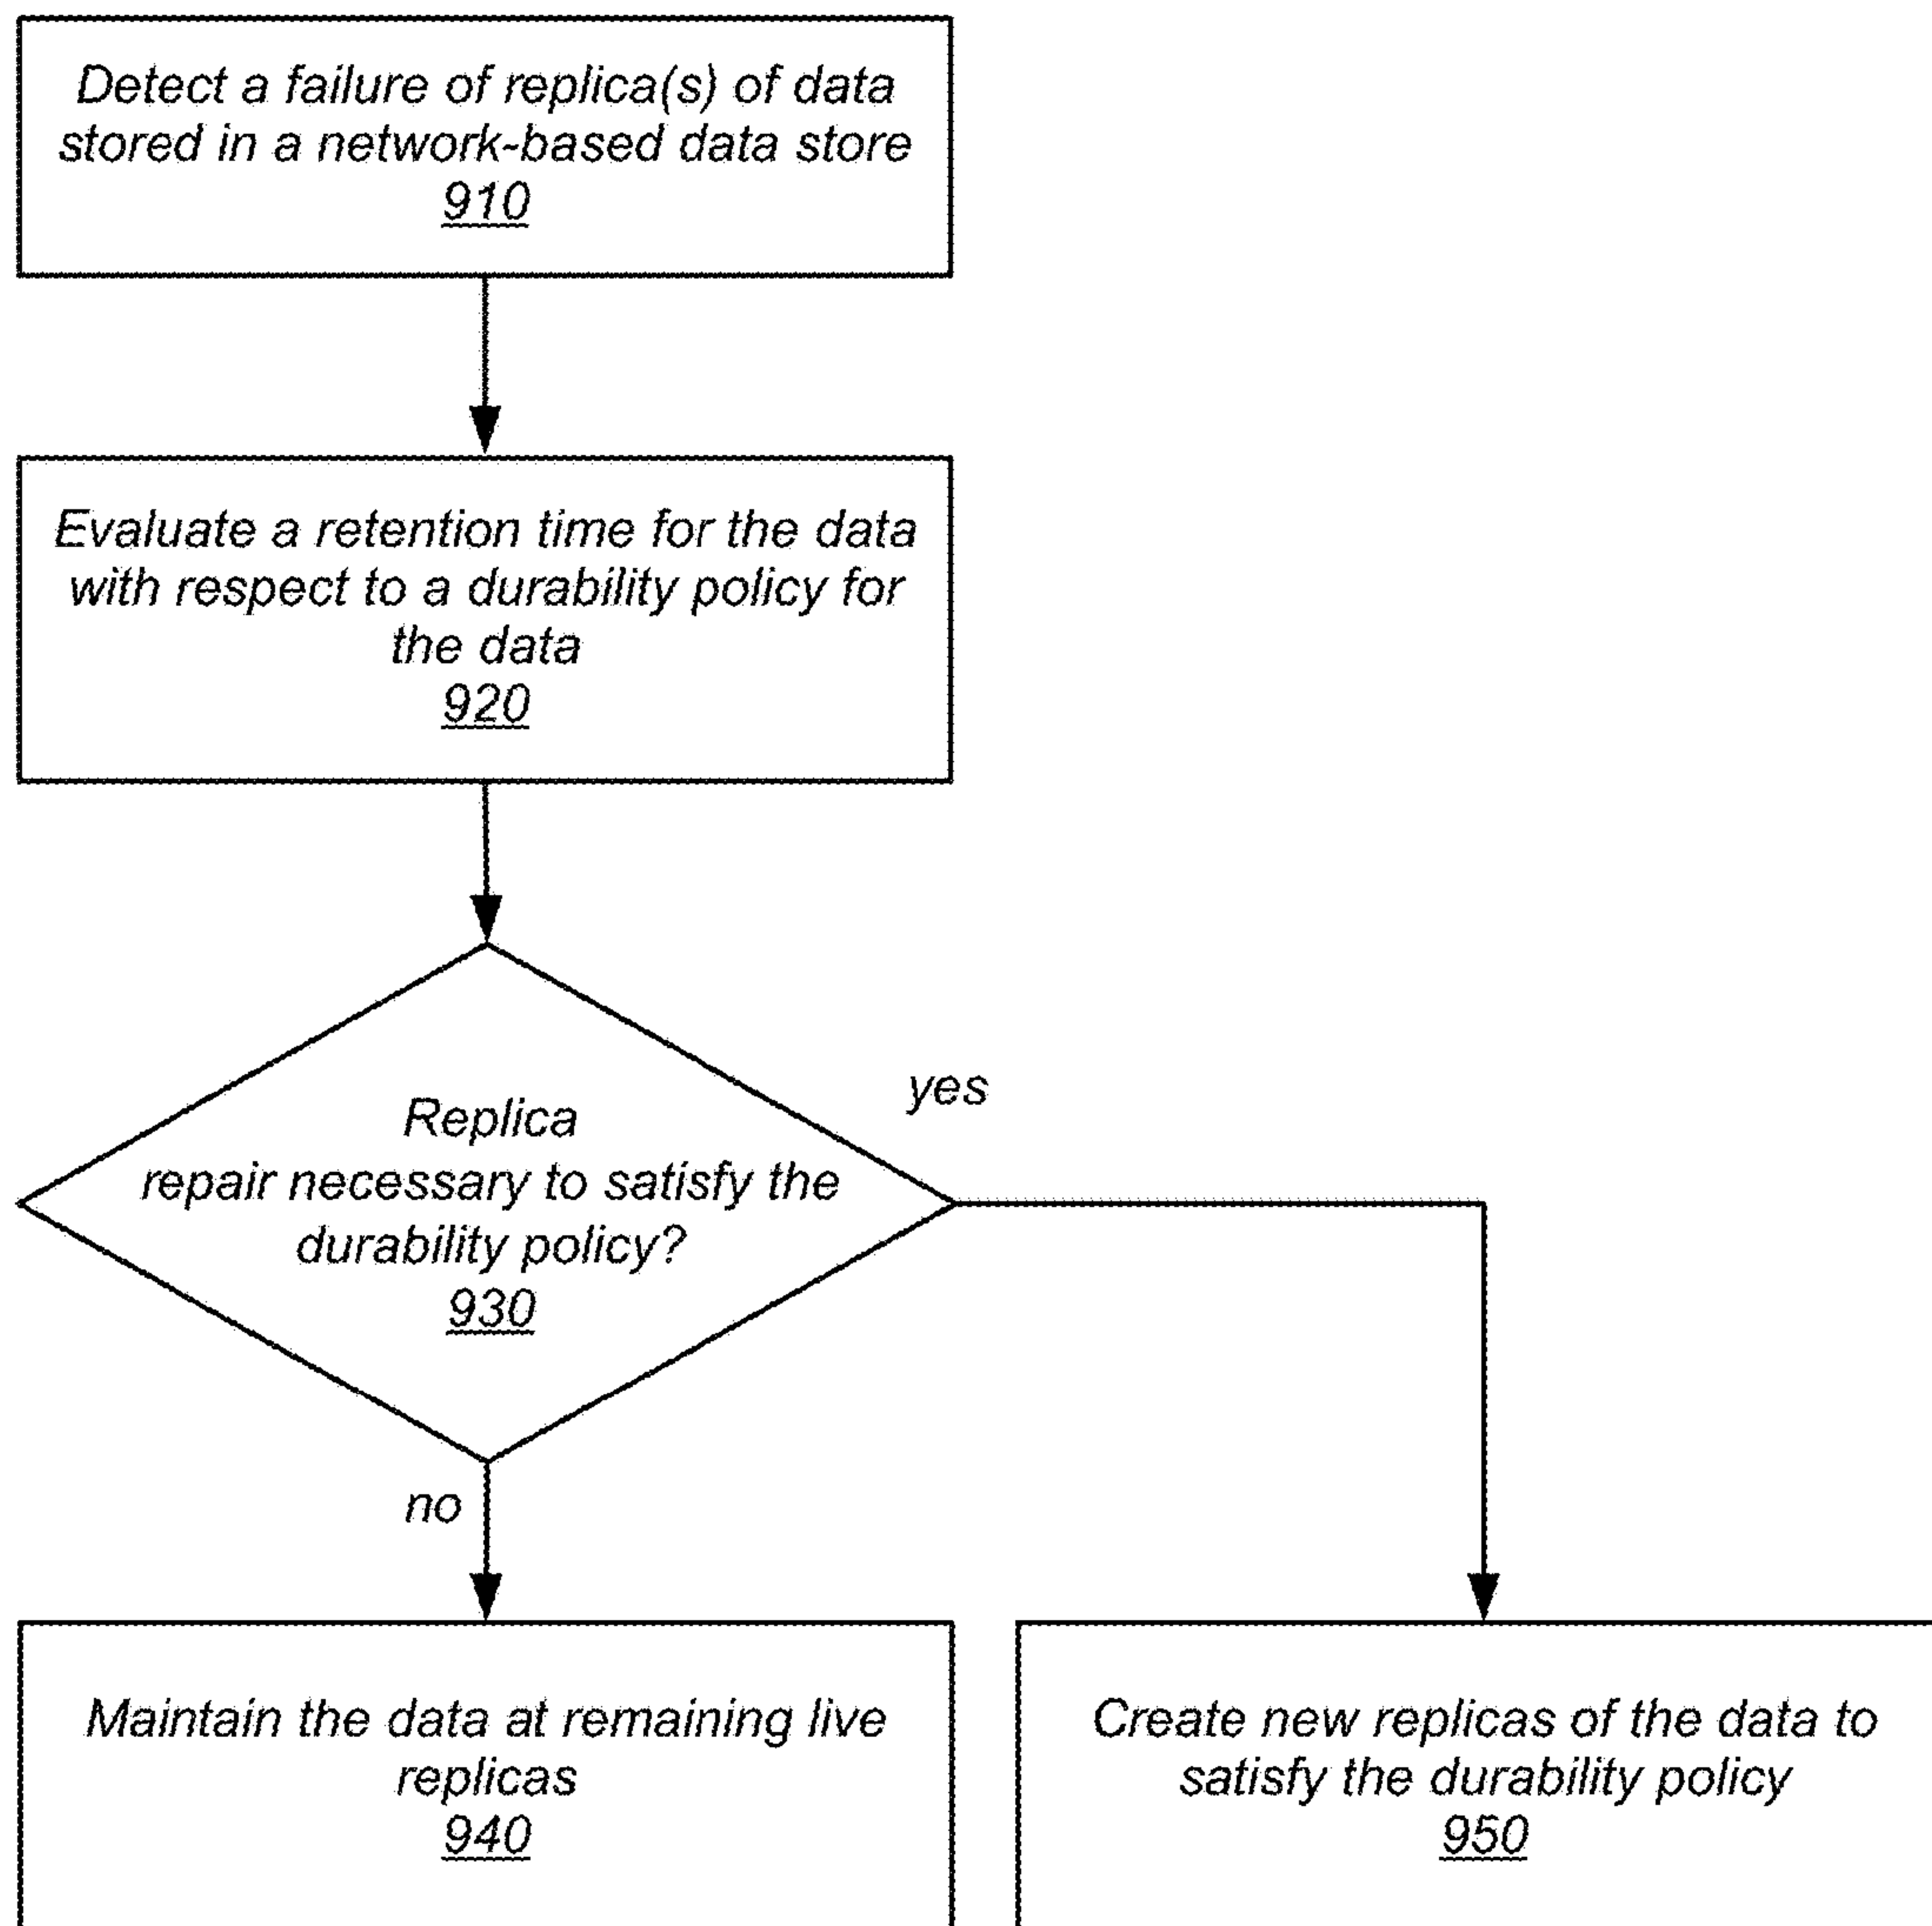 Detect a failure of replica(s) of data
stored in a network-based data store
910
Evaluate a retention time for the data
with respect to a durability policy for
the data
920
yes
Replica
repair necessary to satisfy the
durability policy?
930
no
Maintain the data at remaining live
replicas
940
Create new replicas of the data to
satisfy the durability policy
950